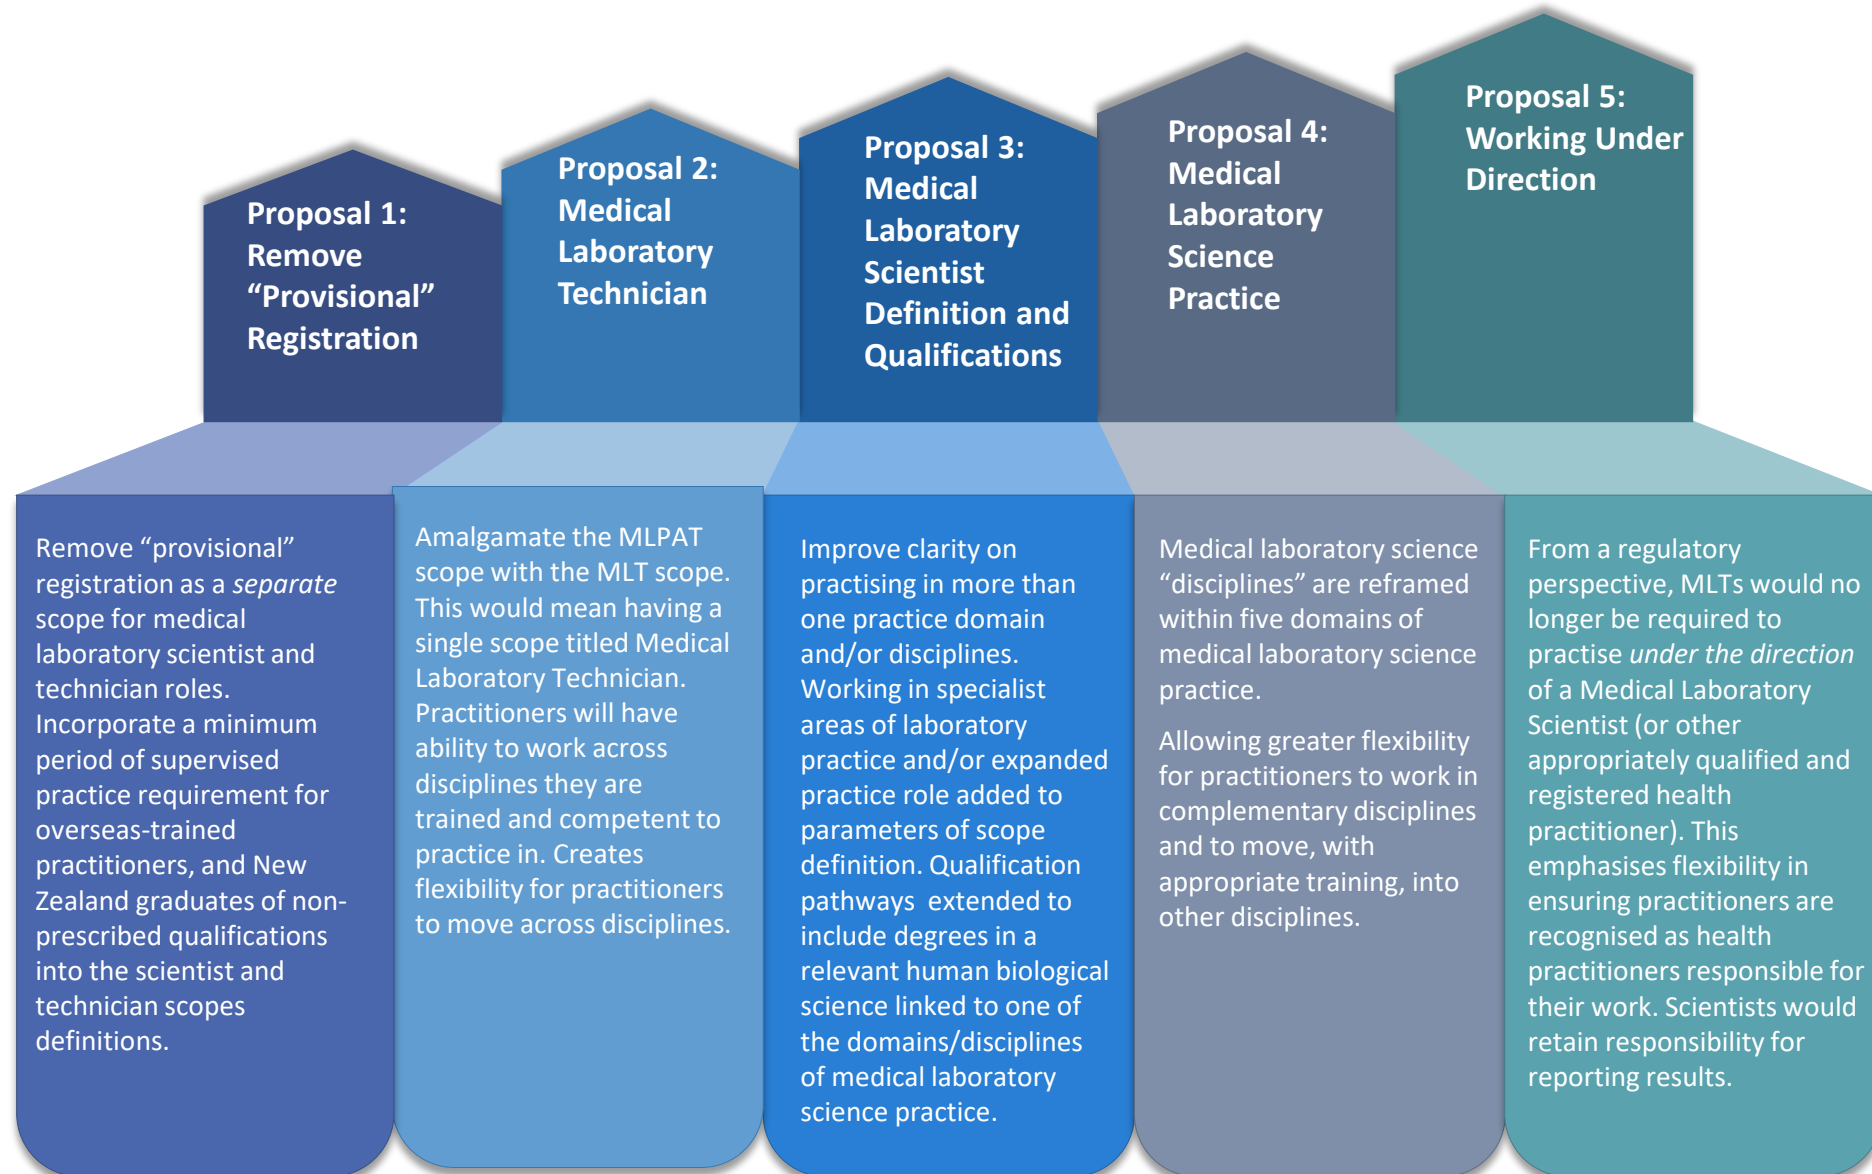 Proposal 1:
Remove
“Provisional”
Registration
Proposal 2:
Medical
Laboratory
Technician
Proposal 3:
Medical
Laboratory
Scientist
Definition and
Qualifications
Proposal 4:
Medical
Laboratory
Science
Practice
Proposal 5:
Working Under
Direction
Remove “provisional”
registration as a separate
scope for medical
laboratory scientist and
technician roles.
Incorporate a minimum
period of supervised
practice requirement for
overseas-trained
practitioners, and New
Zealand graduates of non-
prescribed qualifications
into the scientist and
technician scopes
definitions.
Amalgamate the MLPAT
scope with the MLT scope.
This would mean having a
single scope titled Medical
Laboratory Technician.
Practitioners will have
ability to work across
disciplines they are
trained and competent to
practice in. Creates
flexibility for practitioners
to move across disciplines.
Improve clarity on
practising in more than
one practice domain
and/or disciplines.
Working in specialist
areas of laboratory
practice and/or expanded
practice role added to
parameters of scope
definition. Qualification
pathways extended to
include degrees in a
relevant human biological
science linked to one of
the domains/disciplines
of medical laboratory
science practice.
Medical laboratory science
“disciplines” are reframed
within five domains of
medical laboratory science
practice.
Allowing greater flexibility
for practitioners to work in
complementary disciplines
and to move, with
appropriate training, into
other disciplines.
From a regulatory
perspective, MLTs would no
longer be required to
practise under the direction
of a Medical Laboratory
Scientist (or other
appropriately qualified and
registered health
practitioner). This
emphasises flexibility in
ensuring practitioners are
recognised as health
practitioners responsible for
their work. Scientists would
retain responsibility for
reporting results.